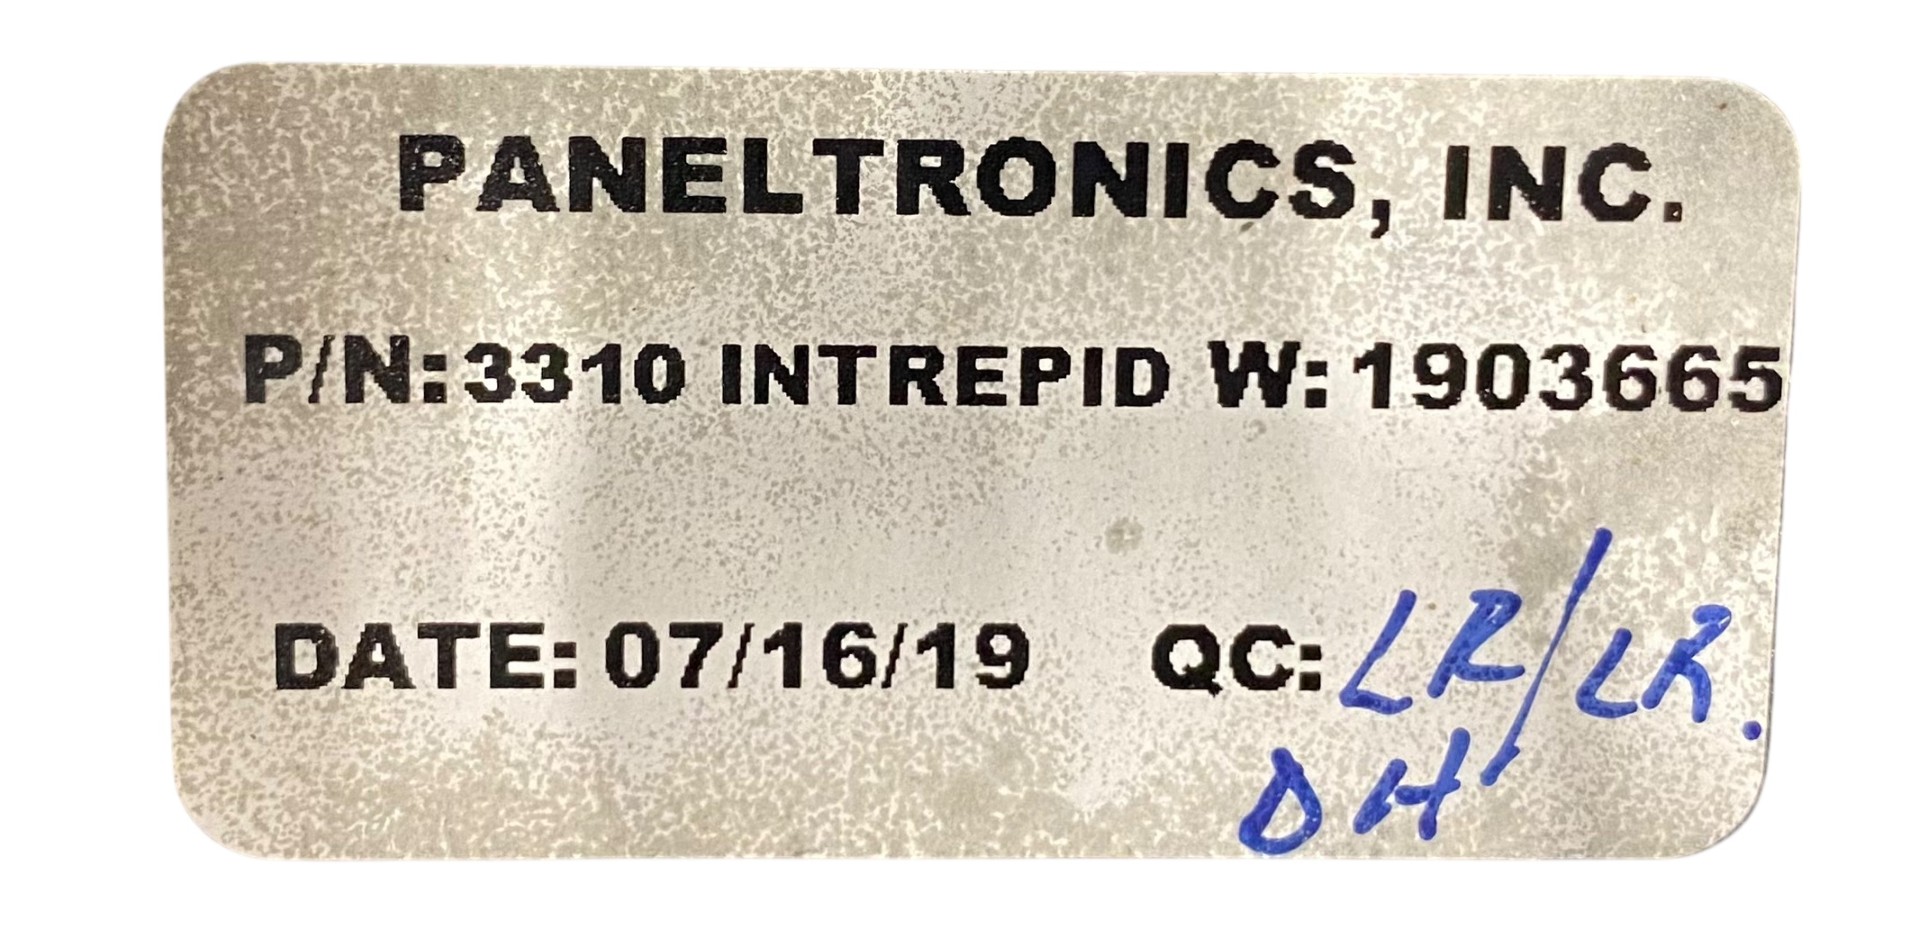 PANELTRONICS, INC.
P/N:3310 INTREPID W:1903665
DATE: 07/16/19 QC: LR/LR.
DH